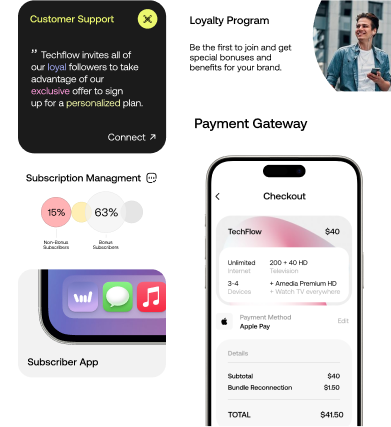 Customer Support
” Techflow invites all of
our loyal followers to take
advantage of our
exclusive offer to sign
up for a personalized plan.
Connect ↗
Subscription Managment
15%
63%
Non-Bonus
Subscribers
Bonus
Subscribers
Subscriber App
Loyalty Program
Be the first to join and get
special bonuses and
benefits for your brand.
Payment Gateway
Checkout
TechFlow $40
Unlimited 200 + 40 HD
Internet Television
3-4 + Amedia Premium HD
Devices + Watch TV everywhere
Payment Method
Apple Pay
Edit
Details
Subtotal $40
Bundle Reconnection $1.50
TOTAL $41.50